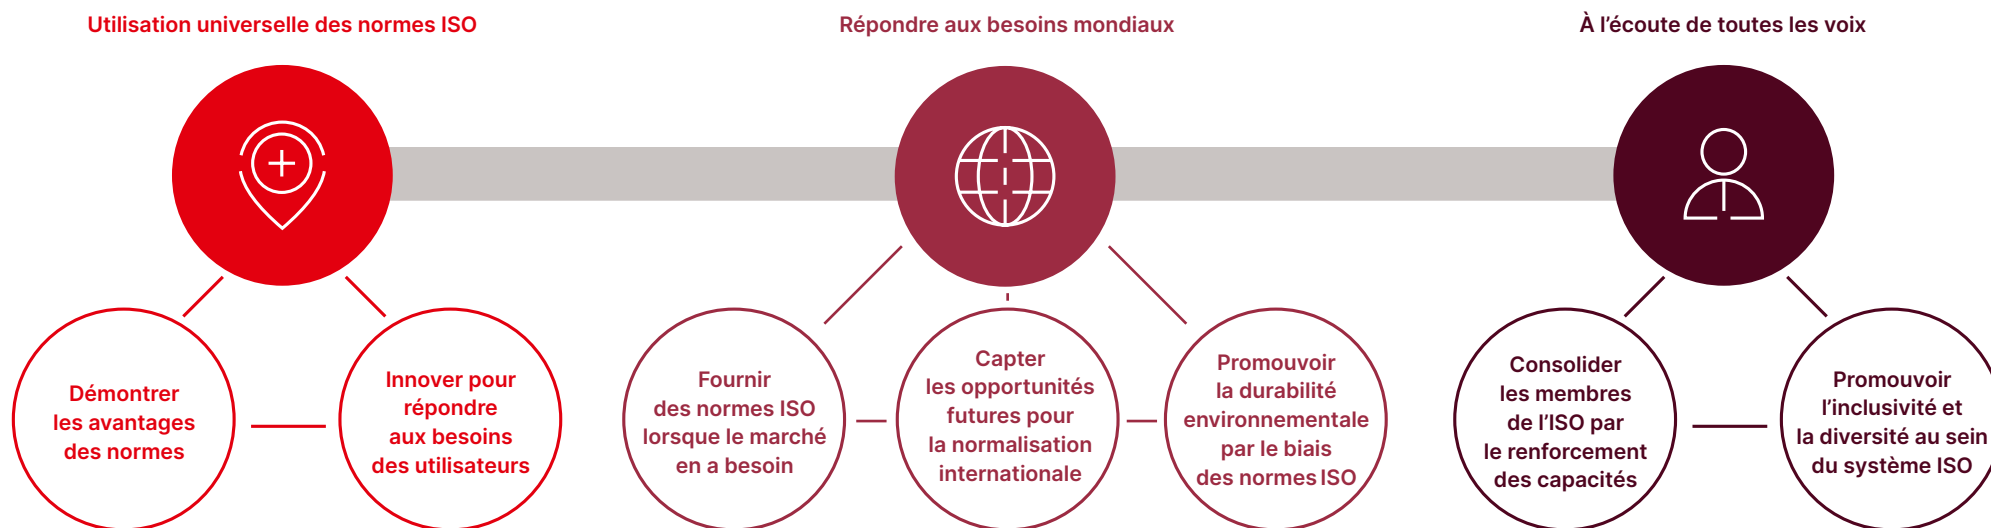 Utilisation universelle des normes ISO
Démontrer
les avantages
des normes
Innover pour
répondre
aux besoins
des utilisateurs
Répondre aux besoins mondiaux
Fournir
des normes ISO
lorsque le marché
en a besoin
Capter
les opportunités
futures pour
la normalisation
internationale
Promouvoir
la durabilité
environnementale
par le biais
des normes ISO
À l’écoute de toutes les voix
Consolider
les membres
de l’ISO par
le renforcement
des capacités
Promouvoir
l’inclusivité et
la diversité au sein
du système ISO